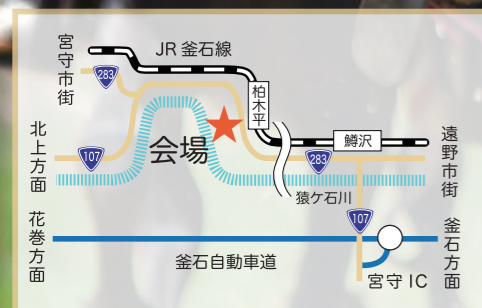 宮守市街
JR 釜石線
283
柏木平
北上方面
107
会場
283
鱒沢
遠野市街
猿ケ石川
107
花巻方面
釜石自動車道
宮守 IC
釜石方面